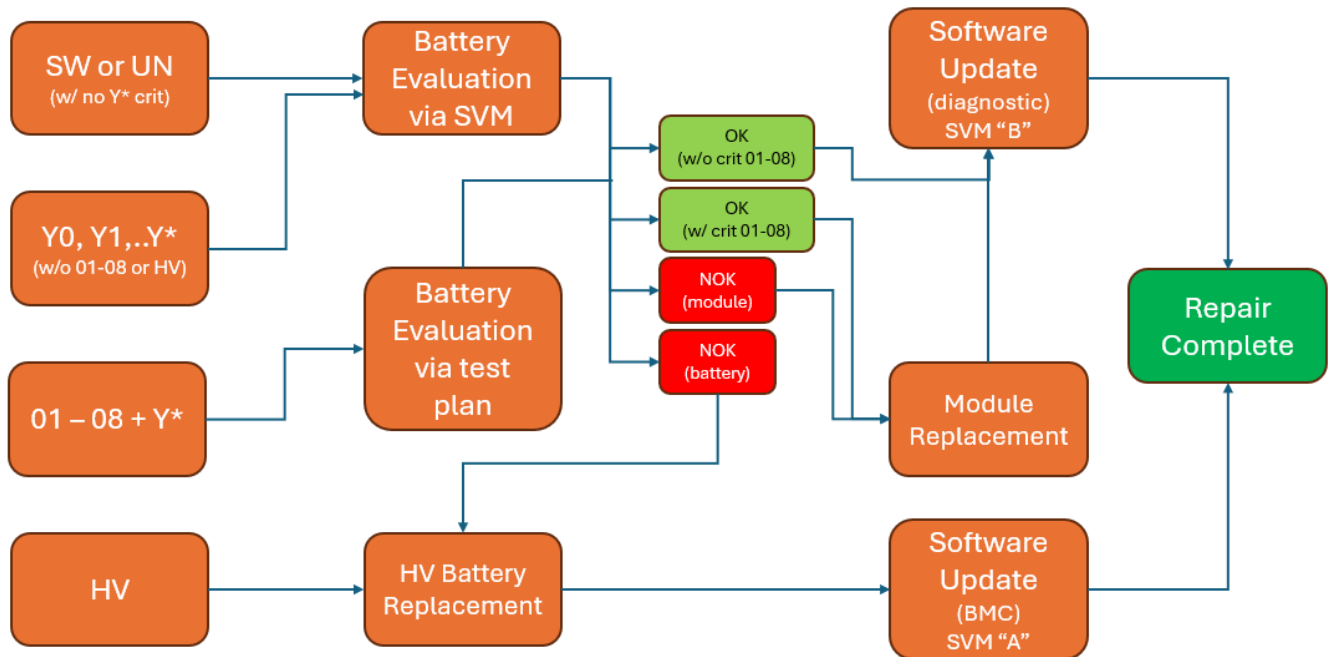 SW or UN
(w/ no Y* crit)
Battery
Evaluation
via SVM
Software
Update
(diagnostic)
SVM “B”
OK
(w/o crit 01-08)
Y0, Y1,..Y*
(w/o 01-08 or HV)
OK
(w/ crit 01-08)
Battery
Evaluation
via test
plan
NOK
(module)
NOK
(battery)
Repair
Complete
01 – 08 + Y*
Module
Replacement
HV
HV Battery
Replacement
Software
Update
(BMC)
SVM “A”